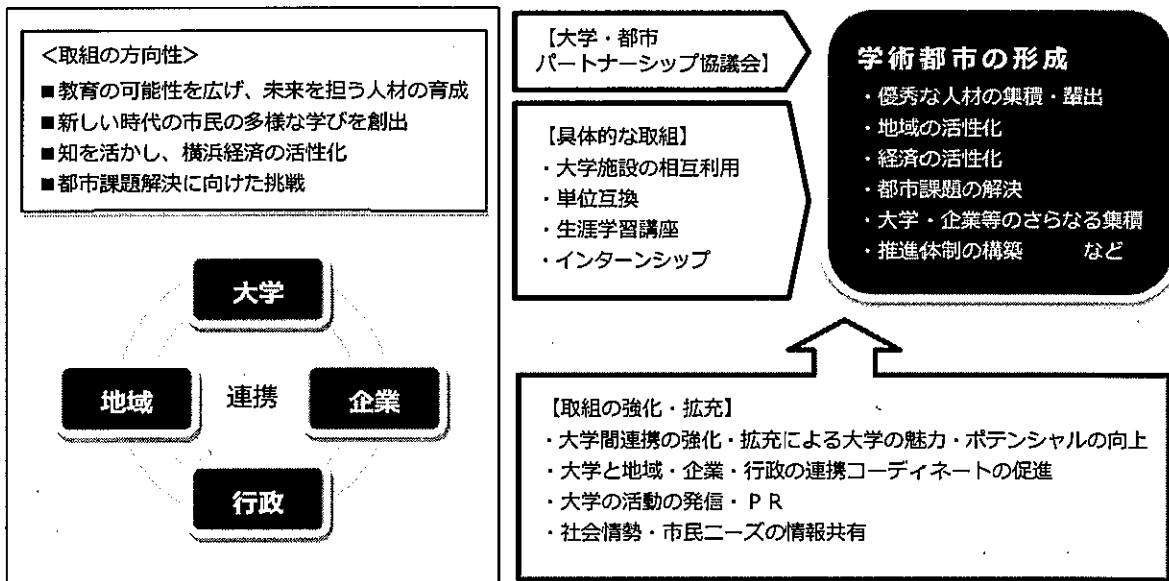 <取組の方向性>
■教育の可能性を広げ、未来を担う人材の育成
■新しい時代の市民の多様な学びを創出
■知を活かし、横浜経済の活性化
■都市課題解決に向けた挑戦
大学
地域
連携
企業
行政
【大学・都市
パートナーシップ協議会】
【具体的な取組】
・大学施設の相互利用
・単位互換
・生涯学習講座
・インターンシップ
学術都市の形成
・優秀な人材の集積・輩出
・地域の活性化
・経済の活性化
・都市課題の解決
・大学・企業等のさらなる集積
・推進体制の構築　　など
【取組の強化・拡充】
・大学間連携の強化・拡充による大学の魅力・ポテンシャルの向上
・大学と地域・企業・行政の連携コーディネートの促進
・大学の活動の発信・ＰＲ
・社会情勢・市民ニーズの情報共有